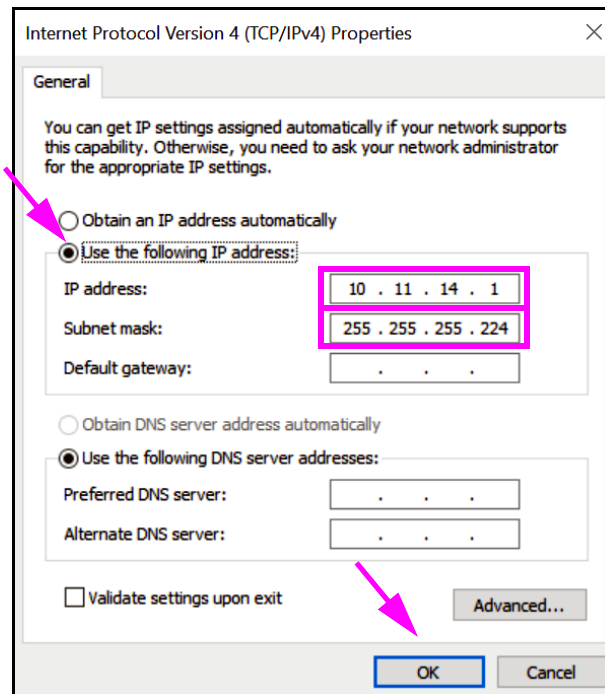 Internet Protocol Version 4 (TCP/IPv4) Properties
General
You can get IP settings assigned automatically if your network supports
this capability. Otherwise, you need to ask your network administrator
for the appropriate IP settings.
Obtain an IP address automatically
Use the following IP address:
IP address: 10 . 11 . 14 . 1
Subnet mask: 255 . 255 . 255 . 224
Default gateway: . . .
Obtain DNS server address automatically
Use the following DNS server addresses:
Preferred DNS server: . . .
Alternate DNS server: . . .
Validate settings upon exit
Advanced...
OK Cancel